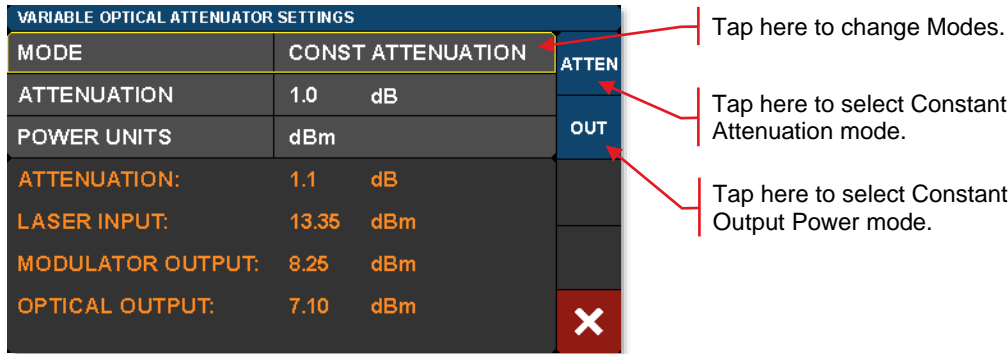 VARIABLE OPTICAL ATTENUATOR SETTINGS
MODE CONST ATTENUATION
ATTENUATION 1.0 dB
POWER UNITS dBm
ATTENUATION: 1.1 dB
LASER INPUT: 13.35 dBm
MODULATOR OUTPUT: 8.25 dBm
OPTICAL OUTPUT: 7.10 dBm
ATTEN
OUT
Tap here to change Modes.
Tap here to select Constant
Attenuation mode.
Tap here to select Constant
Output Power mode.